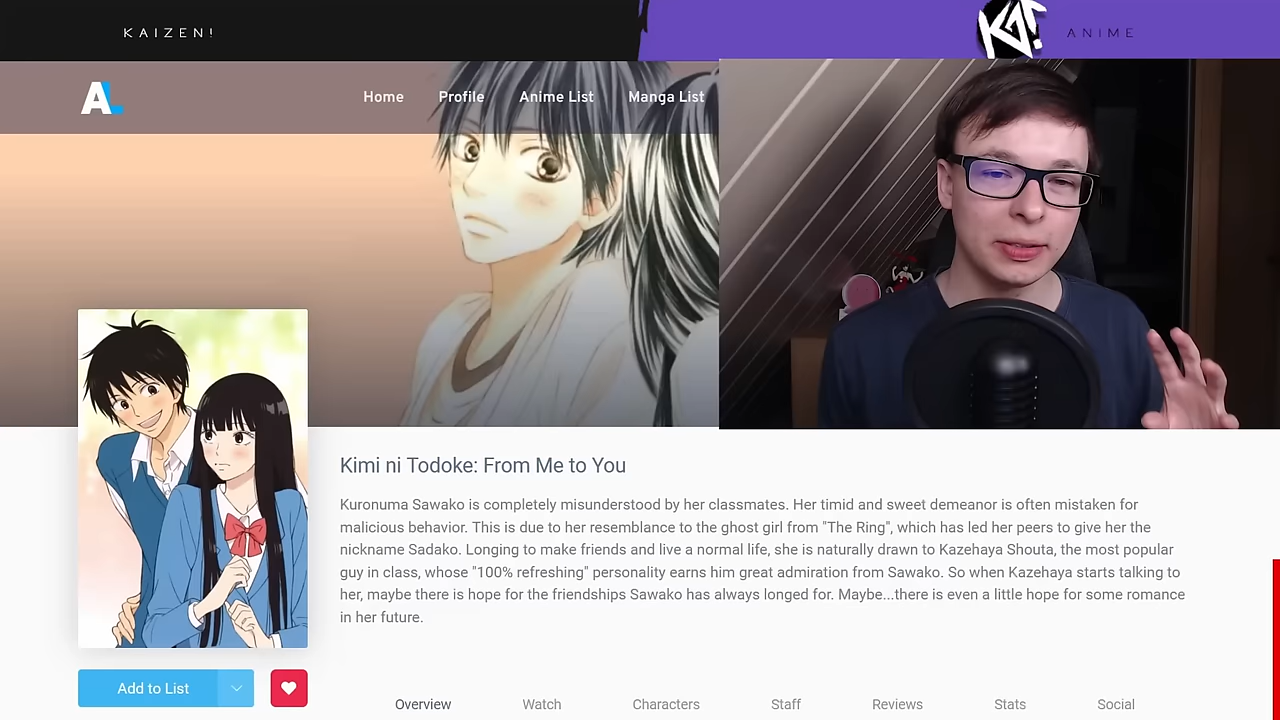 KAIZEN!
KA!
ANIME
AL
Home
Profile
Anime List
Manga List
Kimi ni Todoke: From Me to You
Kuronuma Sawako is completely misunderstood by her classmates. Her timid and sweet demeanor is often mistaken for
malicious behavior. This is due to her resemblance to the ghost girl from "The Ring", which has led her peers to give her the
nickname Sadako. Longing to make friends and live a normal life, she is naturally drawn to Kazehaya Shouta, the most popular
guy in class, whose "100% refreshing" personality earns him great admiration from Sawako. So when Kazehaya starts talking to
her, maybe there is hope for the friendships Sawako has always longed for. Maybe...there is even a little hope for some romance
in her future.
Add to List
Overview
Watch
Characters
Staff
Reviews
Stats
Social